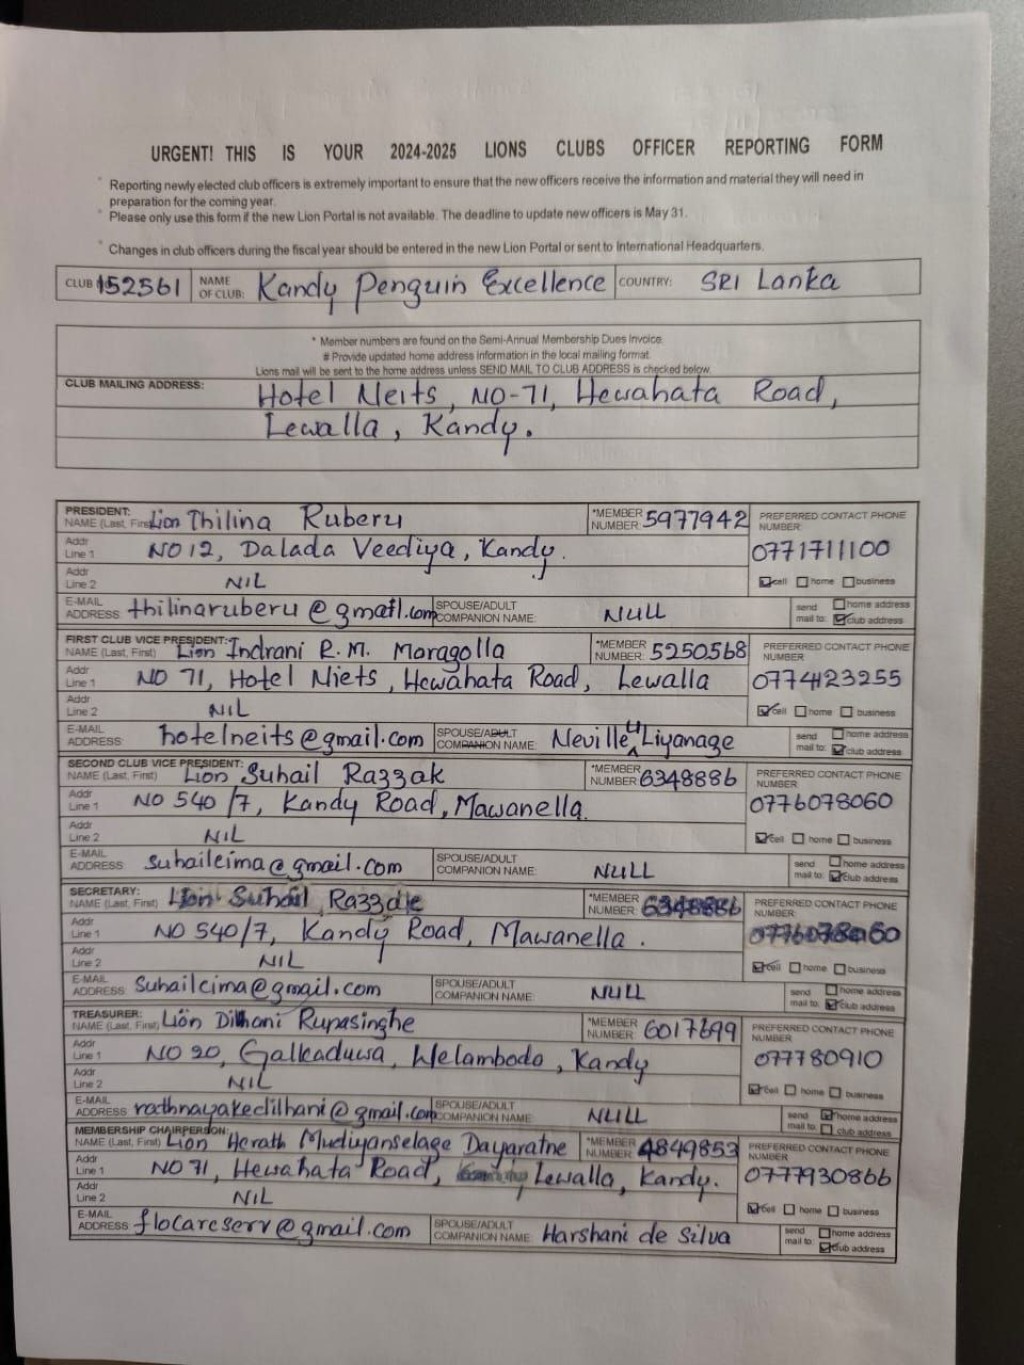 URGENT! THIS IS YOUR 2024-2025 LIONS CLUBS OFFICER REPORTING FORM
* Reporting newly elected club officers is extremely important to ensure that the new officers receive the information and material they will need in
preparation for the coming year.
* Please only use this form if the new Lion Portal is not available. The deadline to update new officers is May 31.
* Changes in club officers during the fiscal year should be entered in the new Lion Portal or sent to International Headquarters.
CLUB 152561 NAME OF CLUB: Kandy Penguin Excellence COUNTRY: SRI Lanka
* Member numbers are found on the Semi-Annual Membership Dues Invoice.
# Provide updated home address information in the local mailing format.
Lions mail will be sent to the home address unless SEND MAIL TO CLUB ADDRESS is checked below.
CLUB MAILING ADDRESS: Hotel Neits, NO-71, Hewahata Road,
Lewalla, Kandy.
PRESIDENT:
NAME (Last, First) Lion Thilina Ruberu *MEMBER NUMBER: 5977942 PREFERRED CONTACT PHONE NUMBER:
Addr Line 1 NO 12, Dalada Veediya, Kandy. 0771711100
Addr Line 2 NIL cell home business
E-MAIL ADDRESS: thilinaruberu@gmail.com SPOUSE/ADULT COMPANION NAME: NULL send mail to: home address club address
FIRST CLUB VICE PRESIDENT:
NAME (Last, First) Lion Indrani R.M. Moragolla *MEMBER NUMBER: 5250568 PREFERRED CONTACT PHONE NUMBER
Addr Line 1 NO 71, Hotel Niets, Hewahata Road, Lewalla 0774123255
Addr Line 2 NIL cell home business
E-MAIL ADDRESS: hotelneits@gmail.com SPOUSE/ADULT COMPANION NAME: Neville Liyanage send mail to: home address club address
SECOND CLUB VICE PRESIDENT:
NAME (Last, First) Lion Suhail Razzak *MEMBER NUMBER 6348886 PREFERRED CONTACT PHONE NUMBER
Addr Line 1 NO 540/7, Kandy Road, Mawanella. 0776078060
Addr Line 2 NIL cell home business
E-MAIL ADDRESS: suhailcima@gmail.com SPOUSE/ADULT COMPANION NAME: NULL send mail to: home address club address
SECRETARY:
NAME (Last, First) Lion Suhail Razzak *MEMBER NUMBER: 6348886 PREFERRED CONTACT PHONE NUMBER:
Addr Line 1 NO 540/7, Kandy Road, Mawanella. 0776078060
Addr Line 2 NIL cell home business
E-MAIL ADDRESS: Suhailcima@gmail.com SPOUSE/ADULT COMPANION NAME: NULL send mail to: home address club address
TREASURER:
NAME (Last, First) Lion Dilhani Rupasinghe *MEMBER NUMBER: 6017699 PREFERRED CONTACT PHONE NUMBER
Addr Line 1 NO 20, Galkaduwa, Welamboda, Kandy 077780910
Addr Line 2 NIL cell home business
E-MAIL ADDRESS: rathnayakedilhani@gmail.com SPOUSE/ADULT COMPANION NAME: NULL send mail to: home address club address
MEMBERSHIP CHAIRPERSON:
NAME (Last, First) Lion Herath Mudiyanselage Dayaratne *MEMBER NUMBER 4849853 PREFERRED CONTACT PHONE NUMBER
Addr Line 1 NO 71, Hewahata Road, Lewalla, Kandy. 0777930866
Addr Line 2 NIL cell home business
E-MAIL ADDRESS: flocareserv@gmail.com SPOUSE/ADULT COMPANION NAME: Harshani de Silva send mail to: home address club address